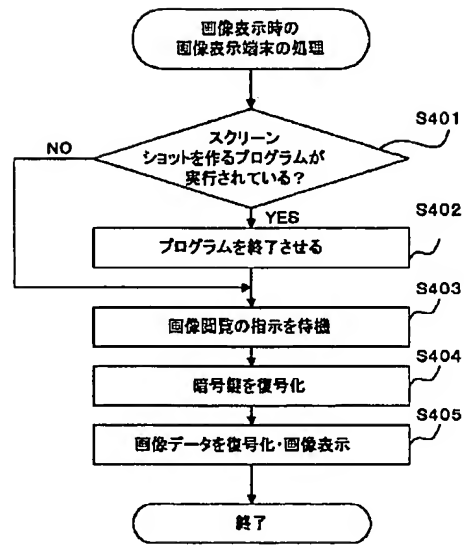 画像表示時の
画像表示端末の処理
S401
スクリーン
ショットを作るプログラムが
実行されている?
NO
YES
S402
プログラムを終了させる
S403
画像閲覧の指示を待機
S404
暗号鍵を復号化
S405
画像データを復号化・画像表示
終了